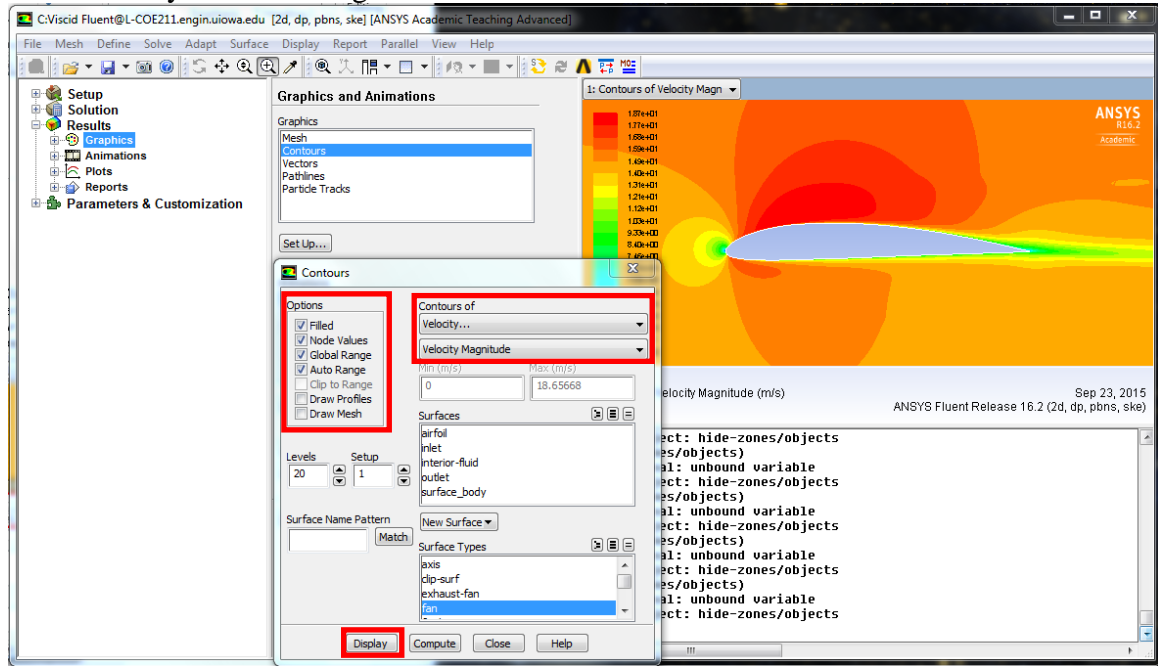 C:Viscid Fluent@L-COE211.engin.uiowa.edu [2d, dp, pbns, ske] [ANSYS Academic Teaching Advanced]
File Mesh Define Solve Adapt Surface Display Report Parallel View Help
Setup
Solution
Results
Graphics
Animations
Plots
Reports
Parameters & Customization
Graphics and Animations
Graphics
Mesh
Contours
Vectors
Pathlines
Particle Tracks
Set Up...
1: Contours of Velocity Magn
1.87e+01
1.77e+01
1.68e+01
1.59e+01
1.49e+01
1.40e+01
1.31e+01
1.21e+01
1.12e+01
1.03e+01
9.33e+00
8.40e+00
7.46e+00
ANSYS
R16.2
Academic
Contours
Options
Filled
Node Values
Global Range
Auto Range
Clip to Range
Draw Profiles
Draw Mesh
Contours of
Velocity...
Velocity Magnitude
Min (m/s) Max (m/s)
0 18.65668
Levels Setup
20 1
Surfaces
airfoil
inlet
interior-fluid
outlet
surface_body
Surface Name Pattern
Match
New Surface
Surface Types
axis
clip-surf
exhaust-fan
fan
Display Compute Close Help
elocity Magnitude (m/s)
Sep 23, 2015
ANSYS Fluent Release 16.2 (2d, dp, pbns, ske)
ect: hide-zones/objects
es/objects)
al: unbound variable
ect: hide-zones/objects
es/objects)
al: unbound variable
ect: hide-zones/objects
es/objects)
al: unbound variable
ect: hide-zones/objects
es/objects)
al: unbound variable
ect: hide-zones/objects